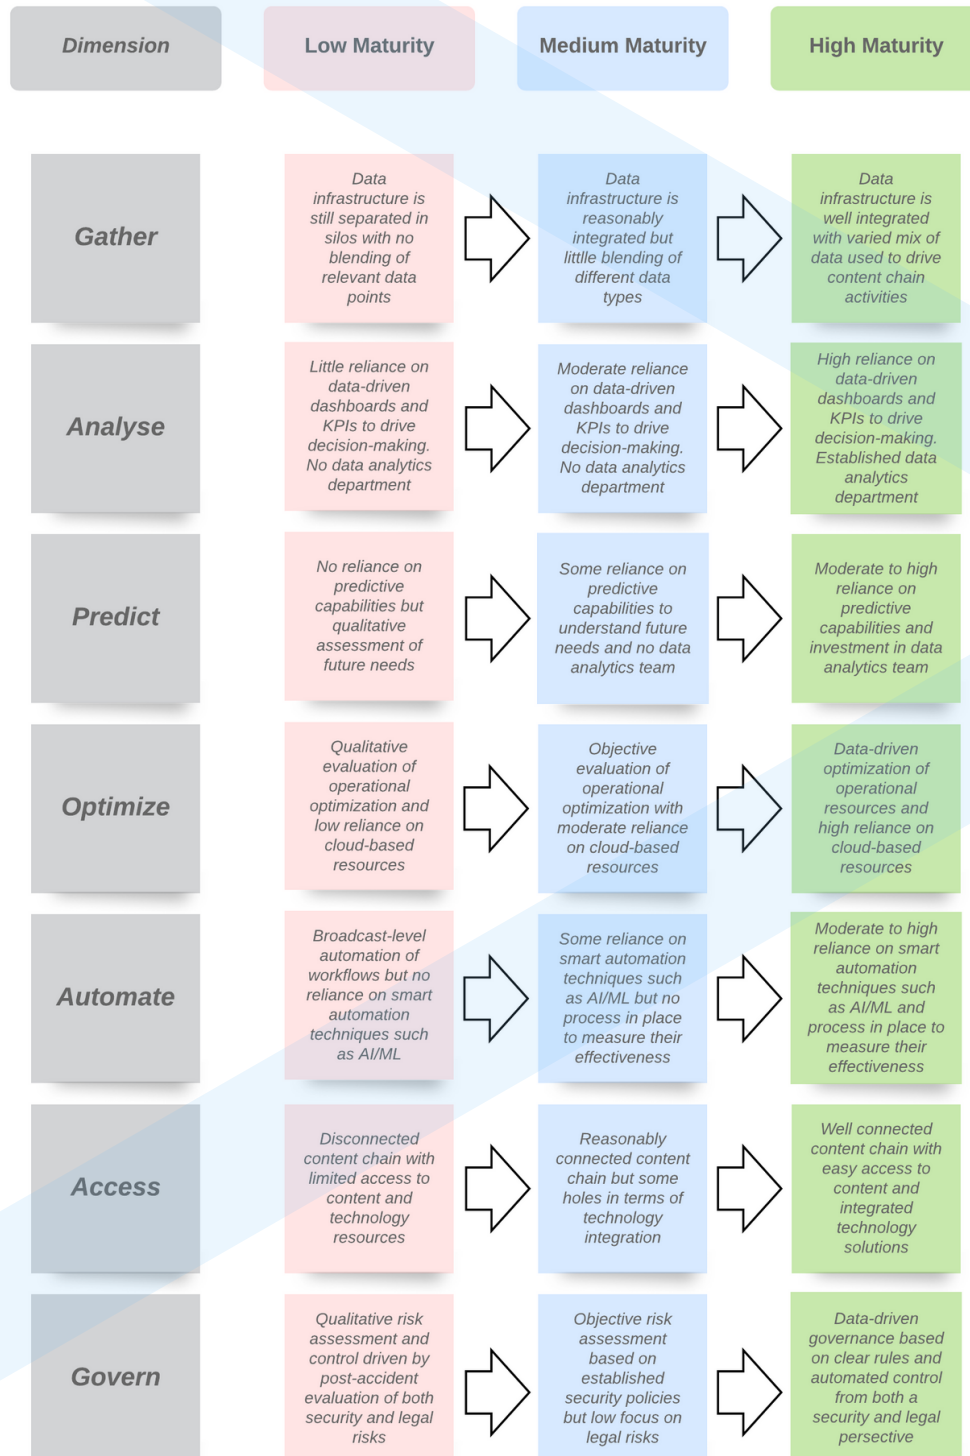 Dimension
Low Maturity
Medium Maturity
High Maturity
Gather
Data
infrastructure is
still separated in
silos with no
blending of
relevant data
points
Data
infrastructure is
reasonably
integrated but
littlle blending of
different data
types
Data
infrastructure is
well integrated
with varied mix of
data used to drive
content chain
activities
Analyse
Little reliance on
data-driven
dashboards and
KPIs to drive
decision-making.
No data analytics
department
Moderate reliance
on data-driven
dashboards and
KPIs to drive
decision-making.
No data analytics
department
High reliance on
data-driven
dashboards and
KPIs to drive
decision-making.
Established data
analytics
department
Predict
No reliance on
predictive
capabilities but
qualitative
assessment of
future needs
Some reliance on
predictive
capabilities to
understand future
needs and no data
analytics team
Moderate to high
reliance on
predictive
capabilities and
investment in data
analytics team
Optimize
Qualitative
evaluation of
operational
optimization and
low reliance on
cloud-based
resources
Objective
evaluation of
operational
optimization with
moderate reliance
on cloud-based
resources
Data-driven
optimization of
operational
resources and
high reliance on
cloud-based
resources
Automate
Broadcast-level
automation of
workflows but no
reliance on smart
automation
techniques such
as AI/ML
Some reliance on
smart automation
techniques such
as AI/ML but no
process in place
to measure their
effectiveness
Moderate to high
reliance on smart
automation
techniques such
as AI/ML and
process in place to
measure their
effectiveness
Access
Disconnected
content chain with
limited access to
content and
technology
resources
Reasonably
connected content
chain but some
holes in terms of
technology
integration
Well connected
content chain with
easy access to
content and
integrated
technology
solutions
Govern
Qualitative risk
assessment and
control driven by
post-accident
evaluation of both
security and legal
risks
Objective risk
assessment
based on
established
security policies
but low focus on
legal risks
Data-driven
governance based
on clear rules and
automated control
from both a
security and legal
persective